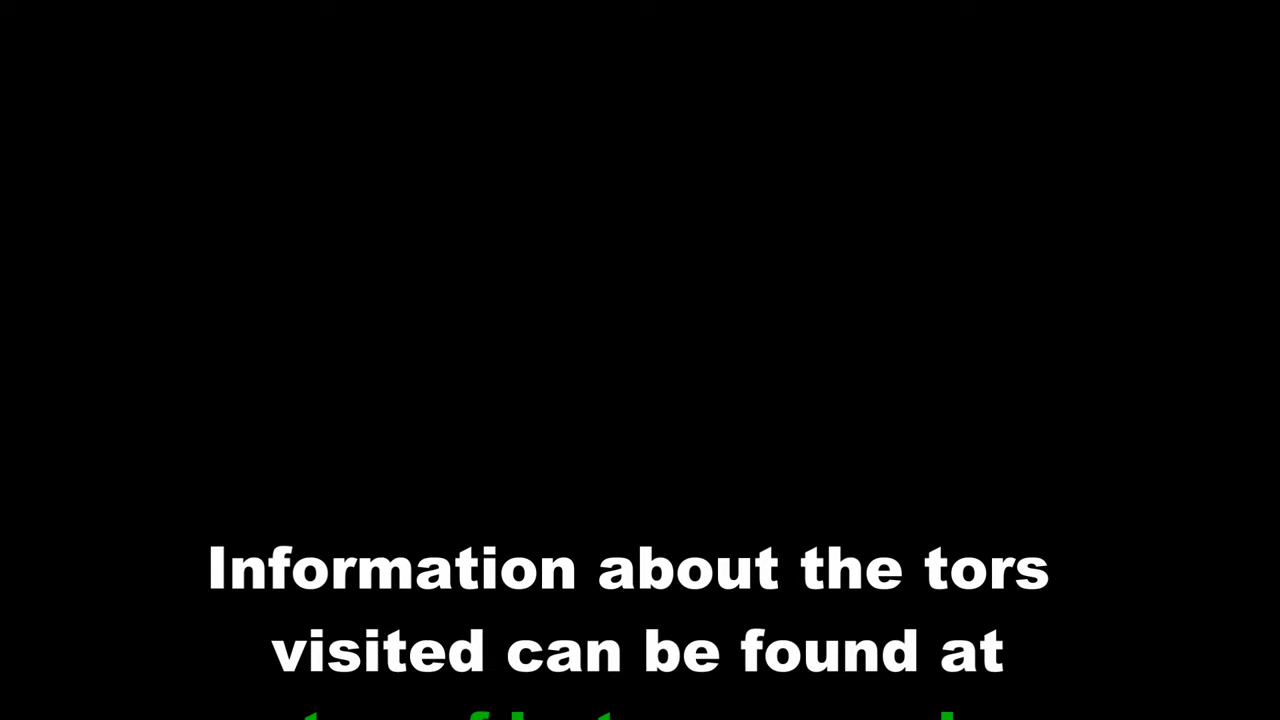 Information about the tors
visited can be found at